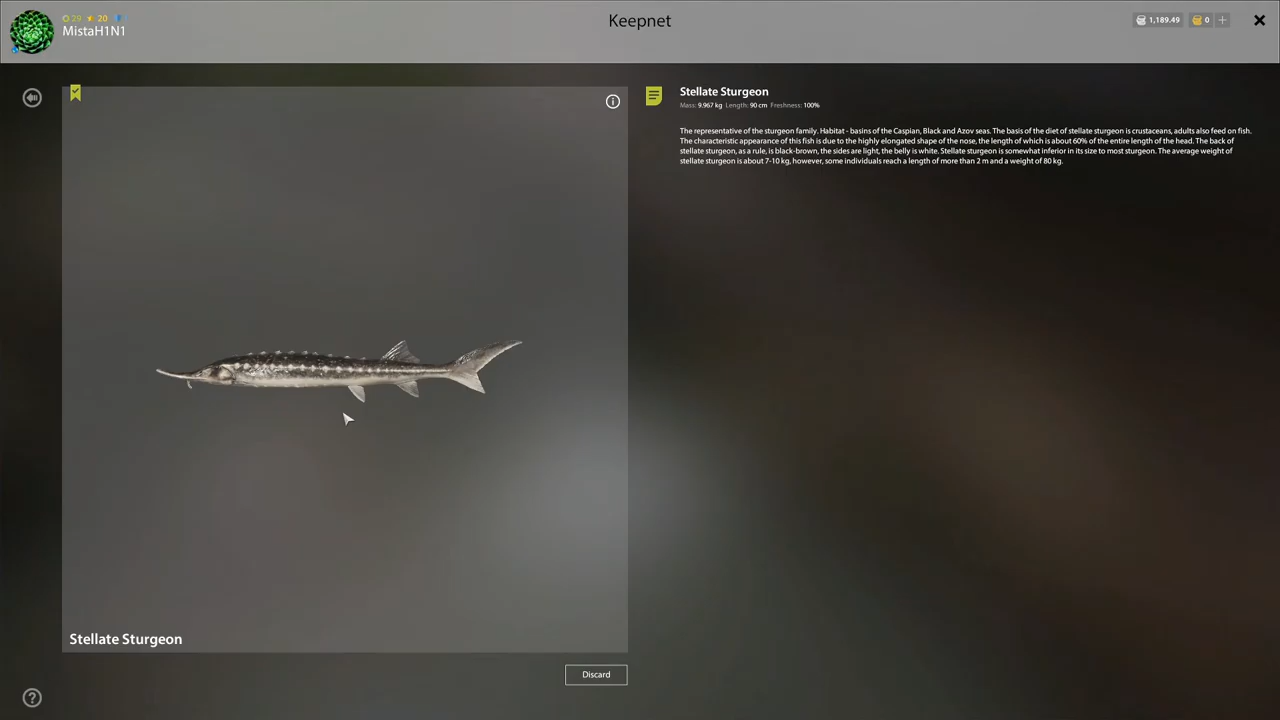 29 20
MistaH1N1
Keepnet
1,189.49 0
Stellate Sturgeon
Mass: 9.967 kg Length: 90 cm Freshness: 100%
The representative of the sturgeon family. Habitat - basins of the Caspian, Black and Azov seas. The basis of the diet of stellate sturgeon is crustaceans, adults also feed on fish.
The characteristic appearance of this fish is due to the highly elongated shape of the nose, the length of which is about 60% of the entire length of the head. The back of
stellate sturgeon, as a rule, is black-brown, the sides are light, the belly is white. Stellate sturgeon is somewhat inferior in its size to most sturgeon. The average weight of
stellate sturgeon is about 7-10 kg, however, some individuals reach a length of more than 2 m and a weight of 80 kg.
Stellate Sturgeon
Discard